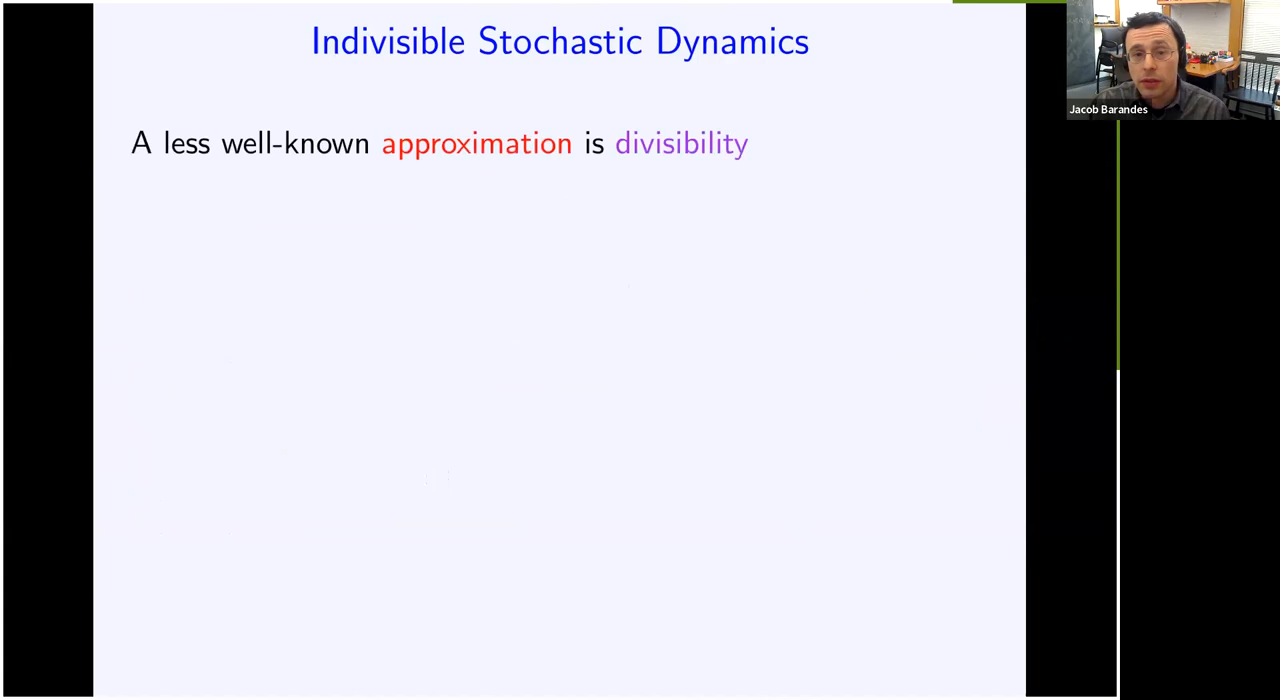 Indivisible Stochastic Dynamics
Jacob Barandes
A less well-known approximation is divisibility